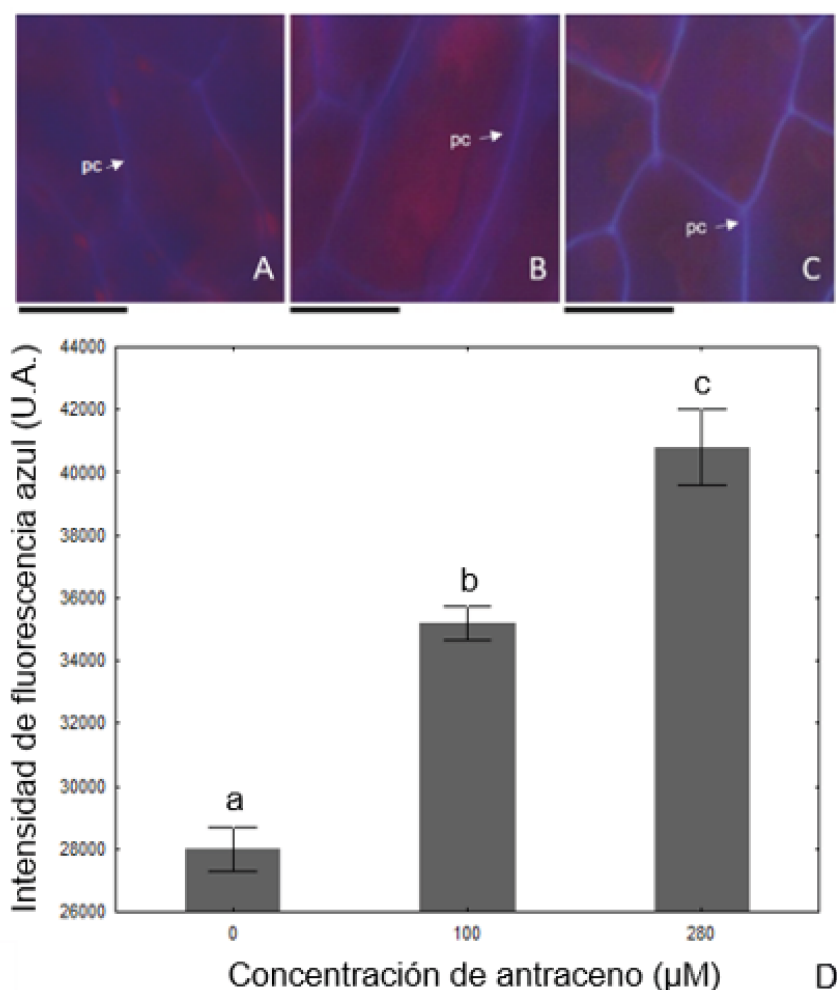 pc
A
pc
B
pc
C
Intensidad de fluorescencia azul (U.A.)
44000
42000
40000
38000
36000
34000
32000
30000
28000
26000
a
b
c
0
100
280
Concentración de antraceno (µM)
D